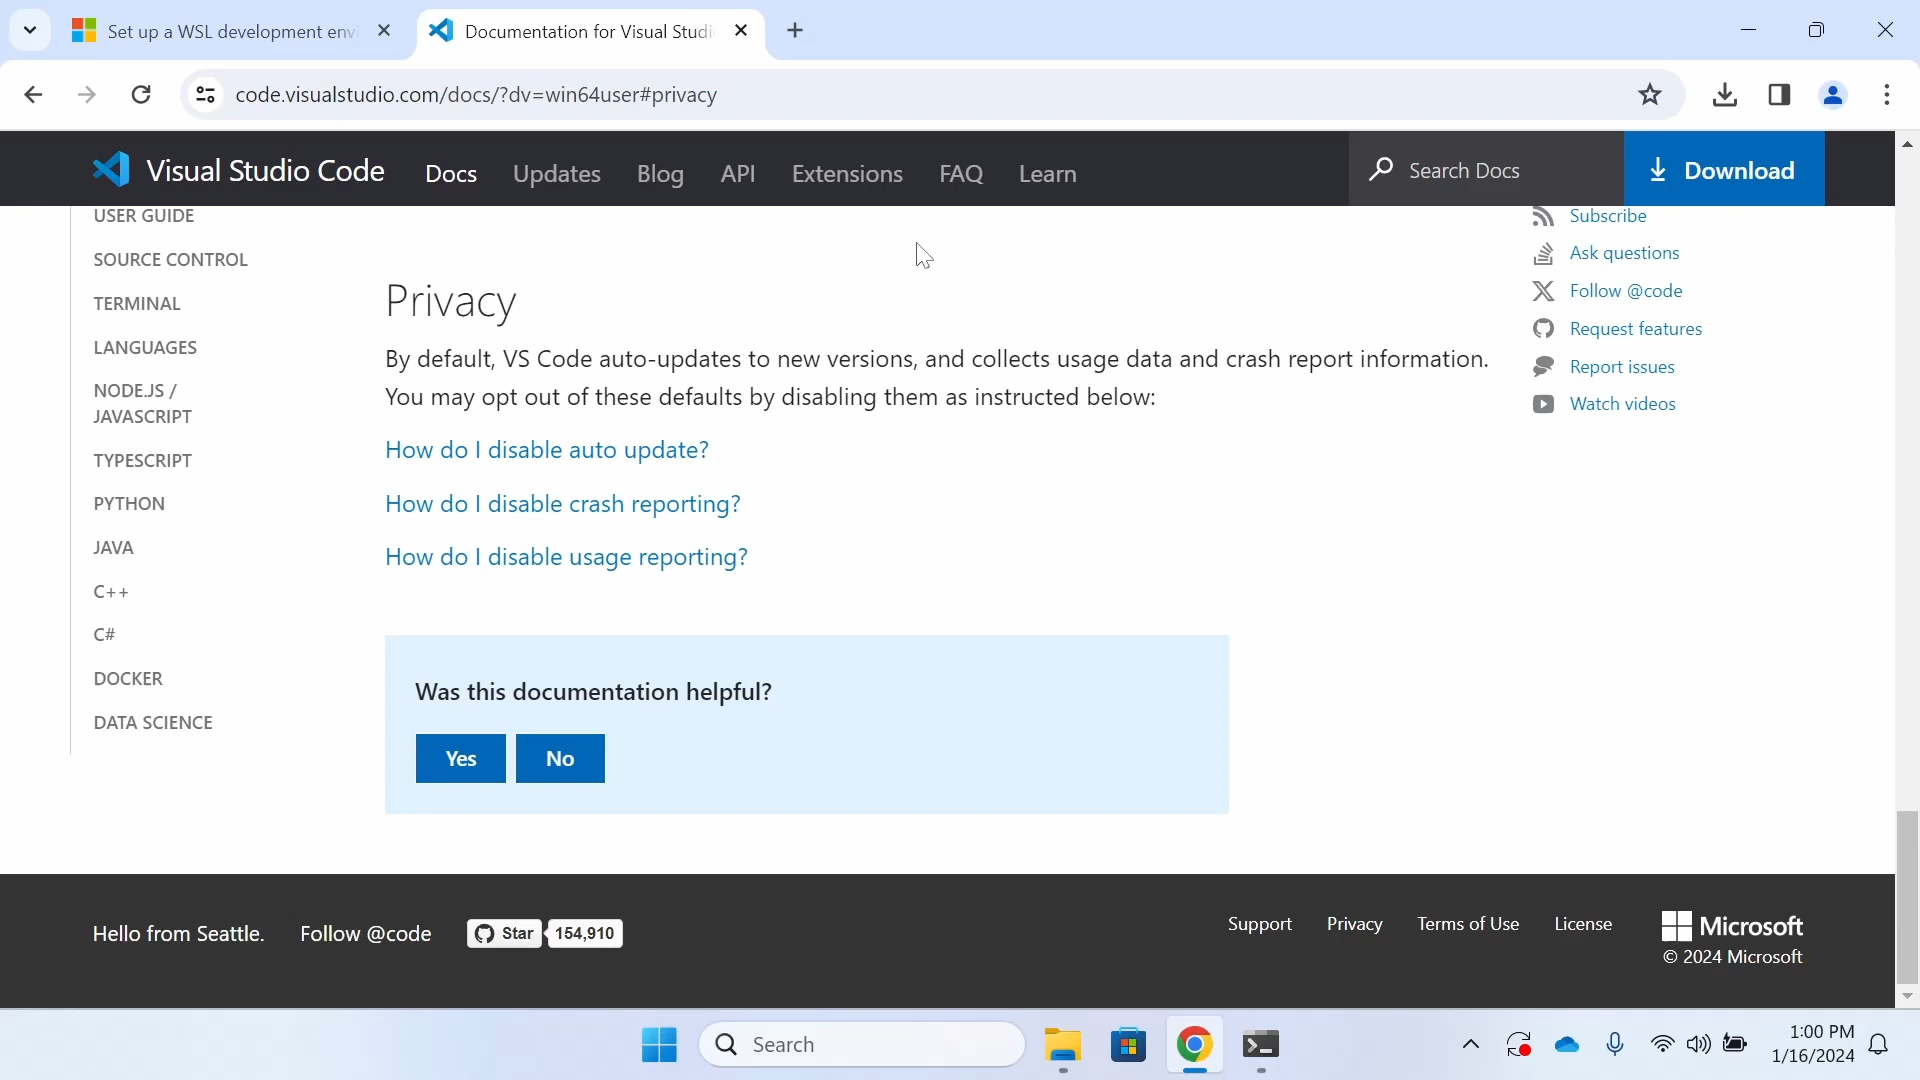 Set up a WSL development env
Documentation for Visual Studi
code.visualstudio.com/docs/?dv=win64user#privacy
Visual Studio Code
Docs
Updates
Blog
API
Extensions
FAQ
Learn
Search Docs
Download
USER GUIDE
SOURCE CONTROL
TERMINAL
LANGUAGES
NODE.JS /
JAVASCRIPT
TYPESCRIPT
PYTHON
JAVA
C++
C#
DOCKER
DATA SCIENCE
Privacy
By default, VS Code auto-updates to new versions, and collects usage data and crash report information.
You may opt out of these defaults by disabling them as instructed below:
How do I disable auto update?
How do I disable crash reporting?
How do I disable usage reporting?
Was this documentation helpful?
Yes
No
Subscribe
Ask questions
Follow @code
Request features
Report issues
Watch videos
Hello from Seattle.
Follow @code
Star
154,910
Support
Privacy
Terms of Use
License
Microsoft
© 2024 Microsoft
Search
1:00 PM
1/16/2024